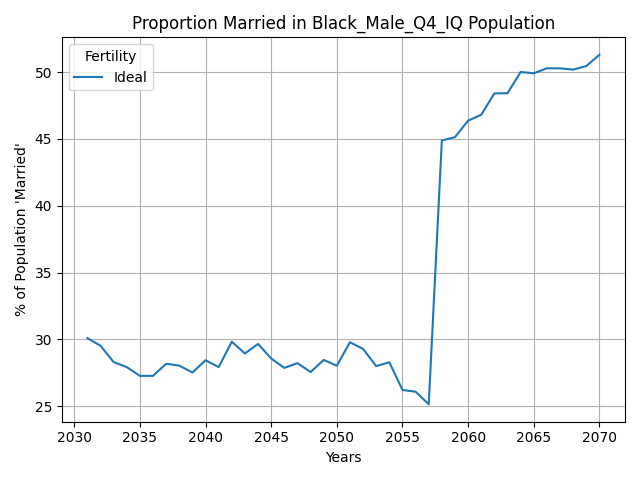 Proportion Married in Black_Male_Q4_IQ Population
Fertility
Ideal
% of Population 'Married'
50
45
40
35
30
25
2030 2035 2040 2045 2050 2055 2060 2065 2070
Years